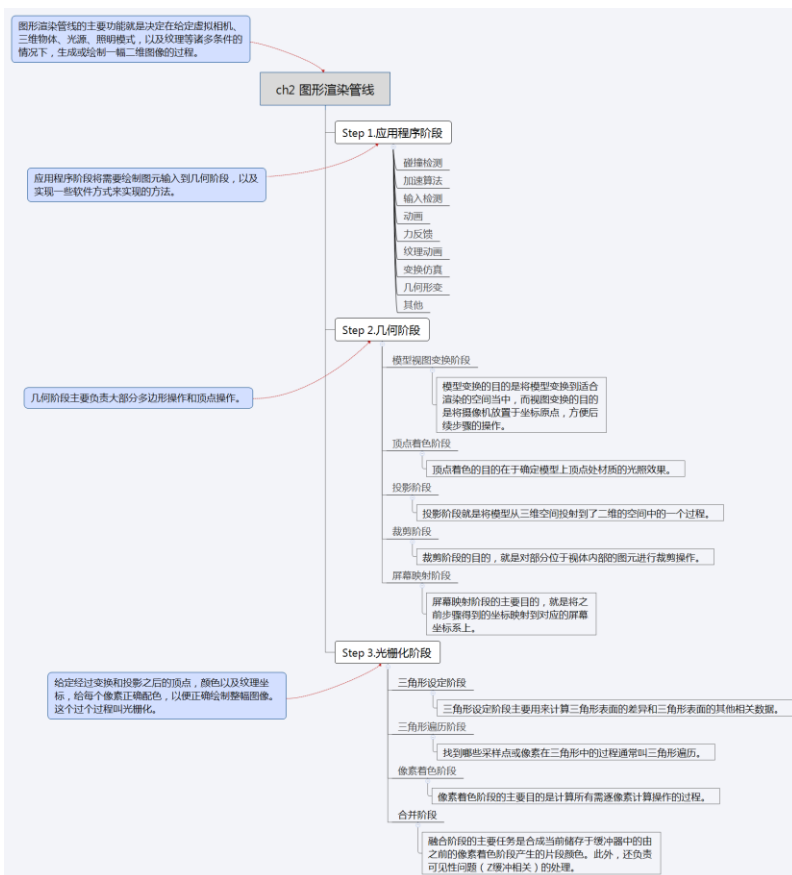 图形渲染管线的主要功能就是决定在给定虚拟相机、
三维物体、光源、照明模式，以及纹理等诸多条件的
情况下，生成或绘制一幅二维图像的过程。
ch2 图形渲染管线
Step 1.应用程序阶段
应用程序阶段将需要绘制图元输入到几何阶段，以及
实现一些软件方式来实现的方法。
碰撞检测
加速算法
输入检测
动画
力反馈
纹理动画
变换仿真
几何形变
其他
Step 2.几何阶段
几何阶段主要负责大部分多边形操作和顶点操作。
模型视图变换阶段
模型变换的目的是将模型变换到适合
渲染的空间当中，而视图变换的目的
是将摄像机放置于坐标原点，方便后
续步骤的操作。
顶点着色阶段
顶点着色的目的在于确定模型上顶点处材质的光照效果。
投影阶段
投影阶段就是将模型从三维空间投射到了二维的空间中的一个过程。
裁剪阶段
裁剪阶段的目的，就是对部分位于视体内部的图元进行裁剪操作。
屏幕映射阶段
屏幕映射阶段的主要目的，就是将之
前步骤得到的坐标映射到对应的屏幕
坐标系上。
Step 3.光栅化阶段
给定经过变换和投影之后的顶点，颜色以及纹理坐
标，给每个像素正确配色，以便正确绘制整幅图像。
这个过个过程叫光栅化。
三角形设定阶段
三角形设定阶段主要用来计算三角形表面的差异和三角形表面的其他相关数据。
三角形遍历阶段
找到哪些采样点或像素在三角形中的过程通常叫三角形遍历。
像素着色阶段
像素着色阶段的主要目的是计算所有需逐像素计算操作的过程。
合并阶段
融合阶段的主要任务是合成当前储存于缓冲器中的由
之前的像素着色阶段产生的片段颜色。此外，还负责
可见性问题（Z缓冲相关）的处理。